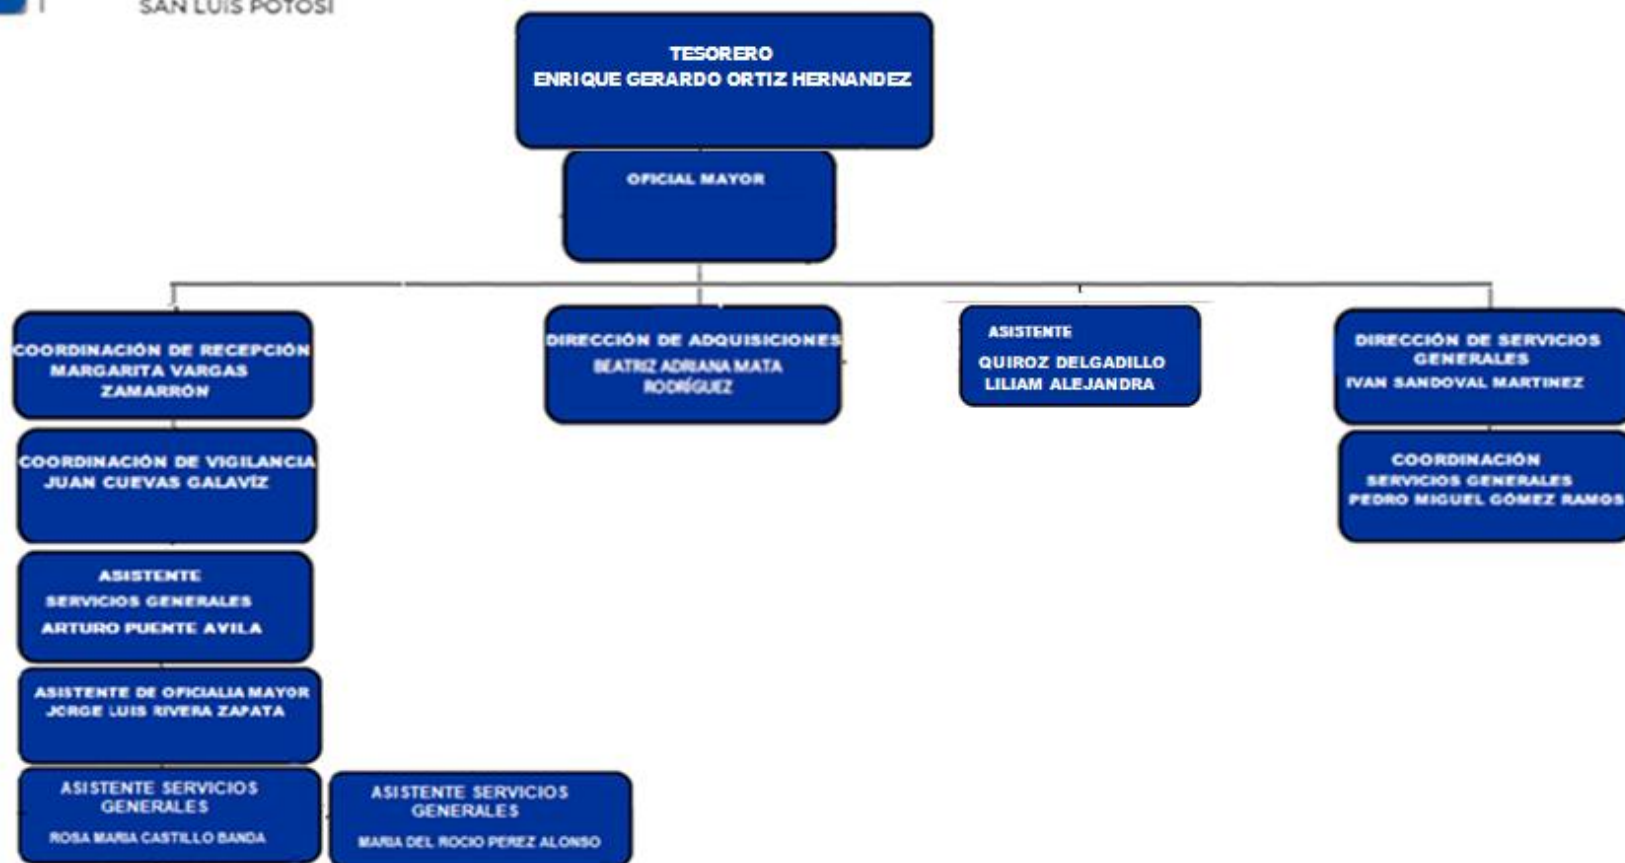 SAN LUIS POTOSÍ
TESORERO
ENRIQUE GERARDO ORTIZ HERNANDEZ
OFICIAL MAYOR
COORDINACIÓN DE RECEPCIÓN
MARGARITA VARGAS
ZAMARRÓN
DIRECCIÓN DE ADQUISICIONES
BEATRIZ ADRIANA MATA
RODRÍGUEZ
ASISTENTE
QUIROZ DELGADILLO
LILIAM ALEJANDRA
DIRECCIÓN DE SERVICIOS
GENERALES
IVAN SANDOVAL MARTINEZ
COORDINACIÓN DE VIGILANCIA
JUAN CUEVAS GALAVÍZ
COORDINACIÓN
SERVICIOS GENERALES
PEDRO MIGUEL GÓMEZ RAMOS
ASISTENTE
SERVICIOS GENERALES
ARTURO PUENTE AVILA
ASISTENTE DE OFICIALIA MAYOR
JORGE LUIS RIVERA ZAPATA
ASISTENTE SERVICIOS
GENERALES
ROSA MARIA CASTILLO BANDA
ASISTENTE SERVICIOS
GENERALES
MARIA DEL ROCIO PEREZ ALONSO